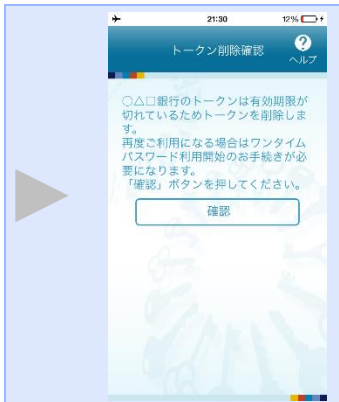 21:30
12%
トークン削除確認
?
ヘルプ
○△□銀行のトークンは有効期限が
切れているためトークンを削除しま
す。
再度ご利用になる場合はワンタイム
パスワード利用開始のお手続きが必
要になります。
「確認」ボタンを押してください。
確認